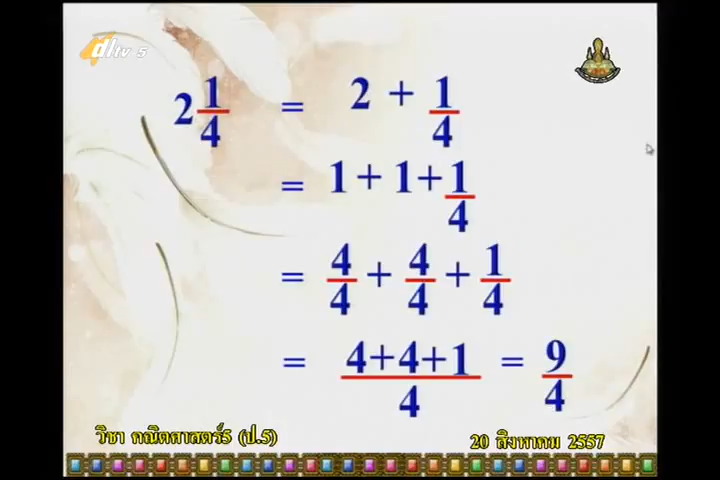 dltv 5
2 1/4 = 2 + 1/4
= 1 + 1 + 1/4
= 4/4 + 4/4 + 1/4
= 4+4+1/4 = 9/4
วิชา คณิตศาสตร์5 (ป.5)
20 สิงหาคม 2557